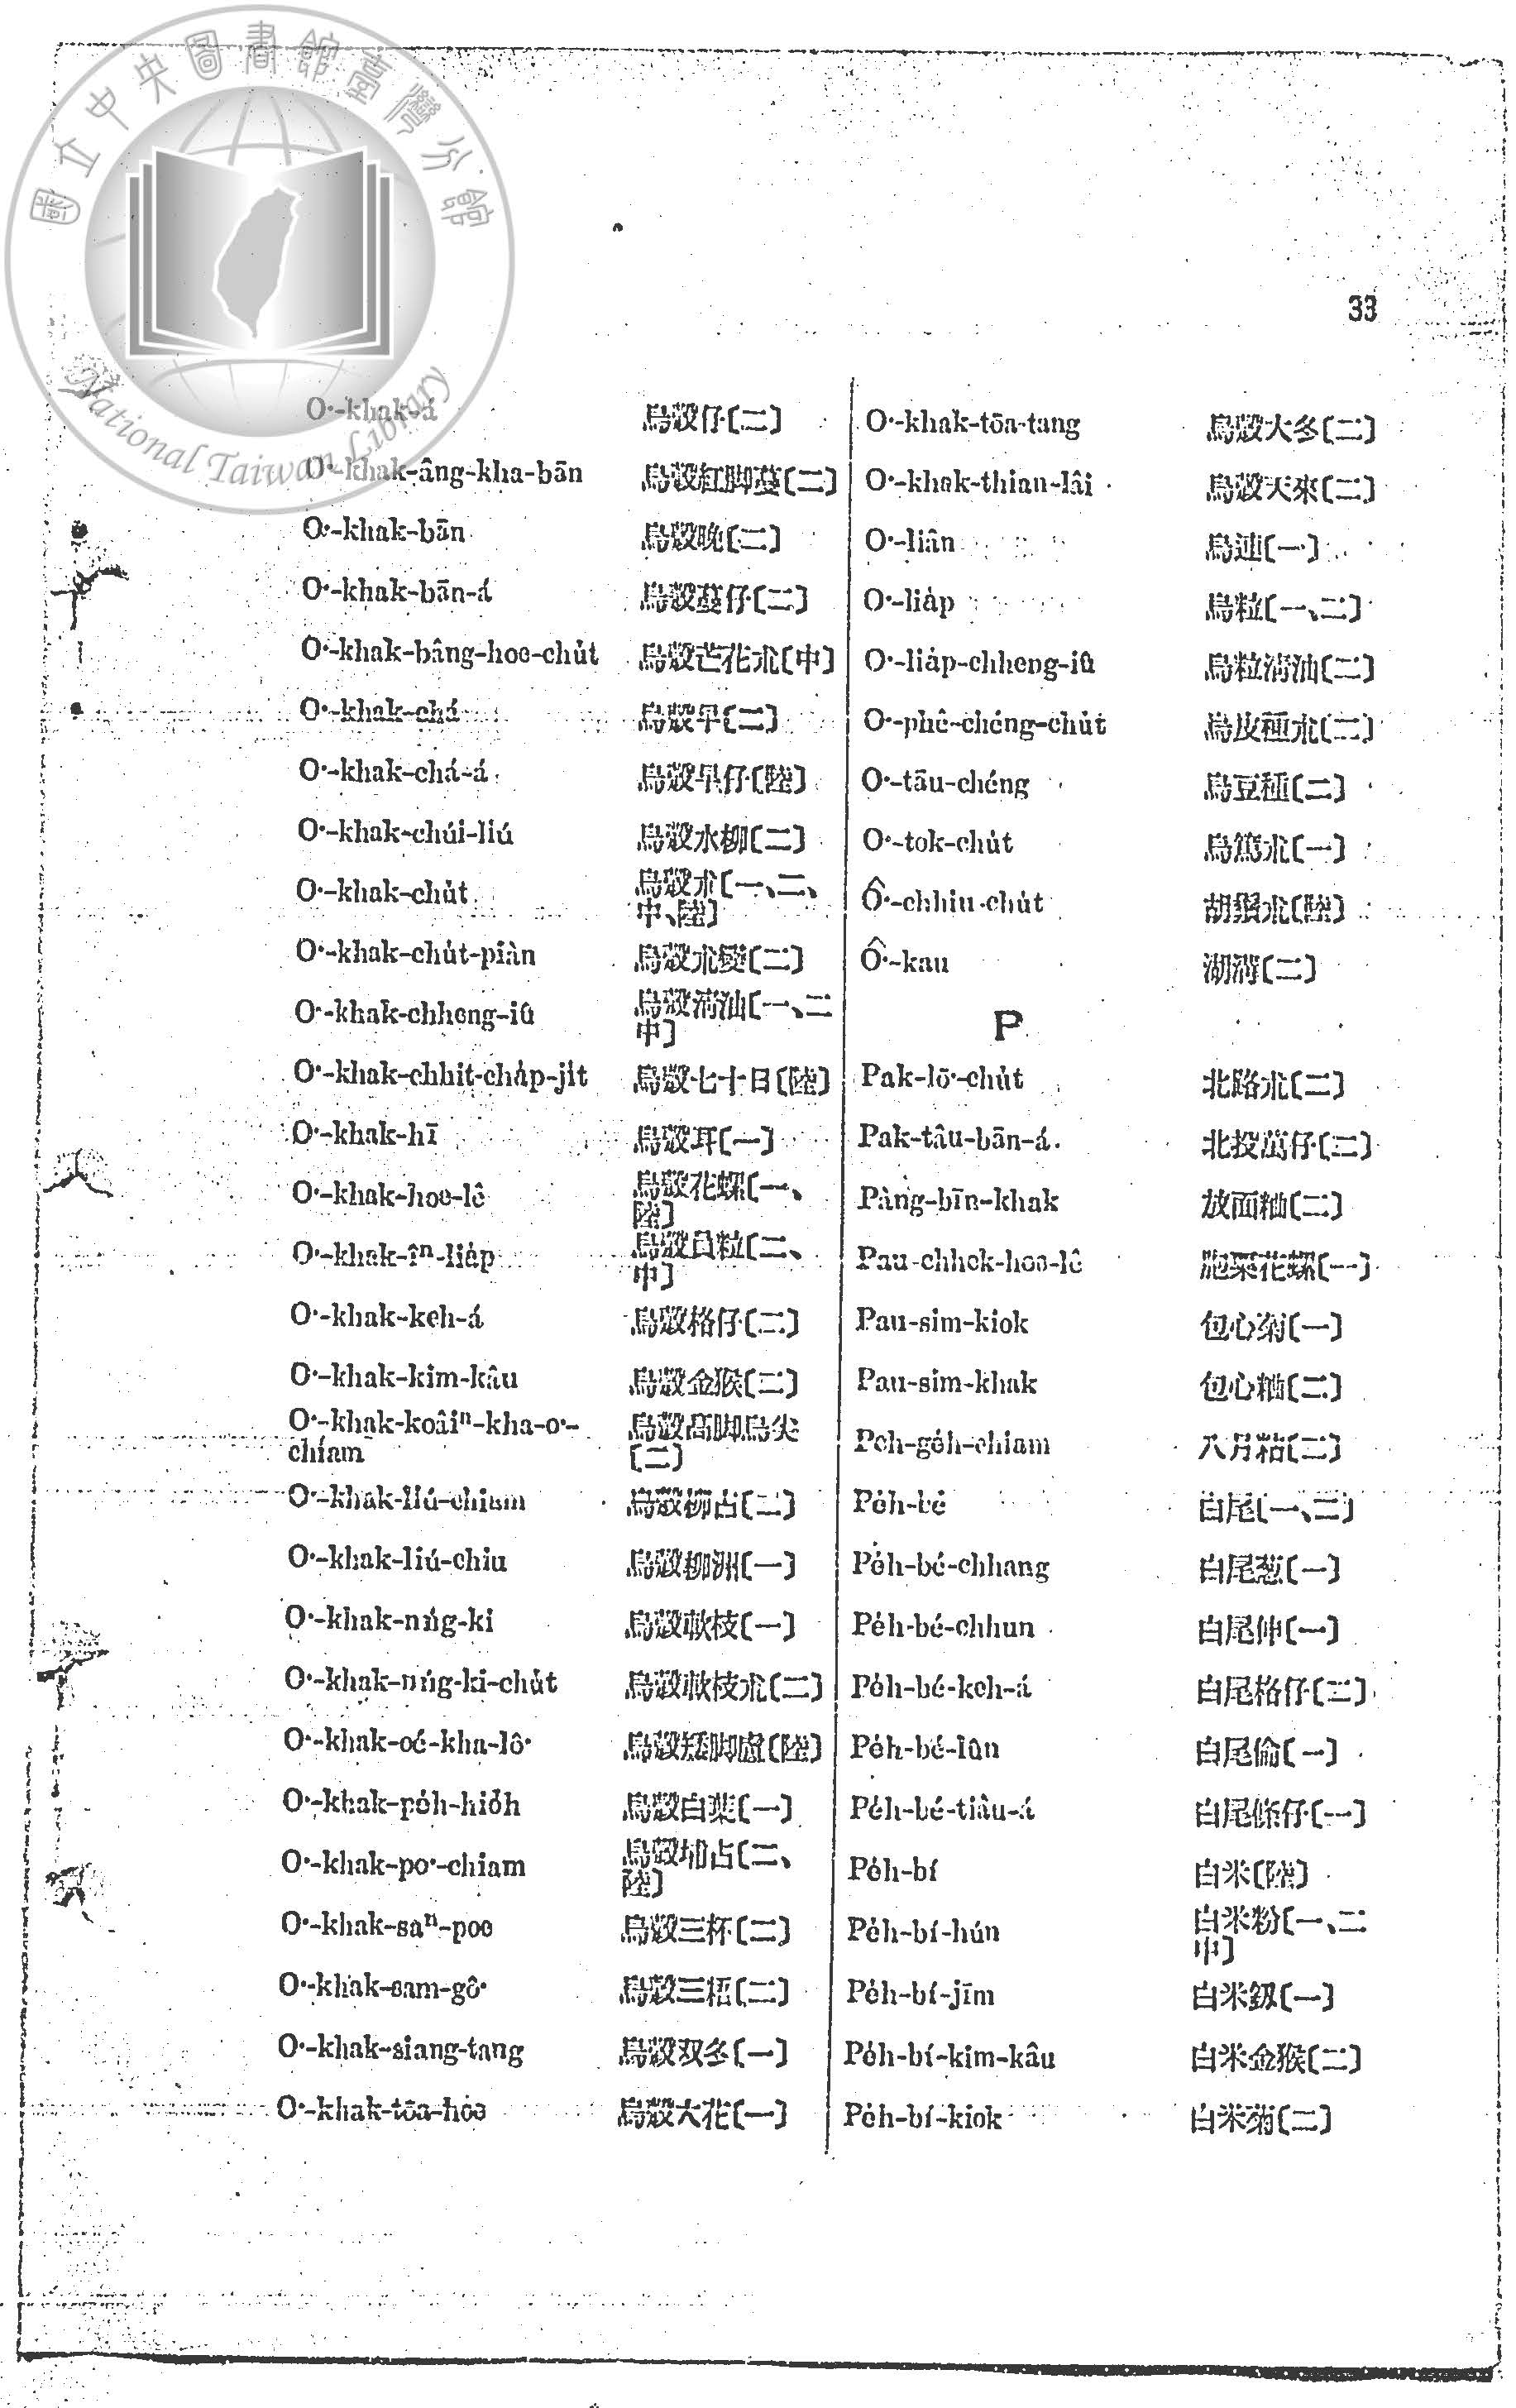 國立中央圖書館臺灣分館
National Taiwan Library
33
O·-khak-á 烏殼仔〔二〕
O·-khak-âng-kha-bān 烏殼紅脚蔓〔二〕
O·-khak-bān 烏殼晚〔二〕
O·-khak-bān-á 烏殼蔓仔〔二〕
O·-khak-bâng-hoe-chu̍t 烏殼芒花朮〔中〕
O·-khak-chá 烏殼早〔二〕
O·-khak-chá-á 烏殼早仔〔陸〕
O·-khak-chúi-liú 烏殼水柳〔二〕
O·-khak-chu̍t 烏殼朮〔一、二、
中、陸〕
O·-khak-chu̍t-piàn 烏殼朮變〔二〕
O·-khak-chheng-iû 烏殼淸油〔一、二
中〕
O·-khak-chhit-cha̍p-ji̍t 烏殼七十日〔陸〕
O·-khak-hī 烏殼耳〔一〕
O·-khak-hoe-lê 烏殼花螺〔一、
陸〕
O·-khak-îⁿ-lia̍p 烏殼員粒〔二、
中〕
O·-khak-keh-á 烏殼格仔〔二〕
O·-khak-kim-kâu 烏殼金猴〔二〕
O·-khak-koâiⁿ-kha-o·- 烏殼高脚烏尖
chiam 〔二〕
O·-khak-liú-chiam 烏殼柳占〔二〕
O·-khak-liú-chiu 烏殼柳洲〔一〕
O·-khak-nńg-ki 烏殼軟枝〔一〕
O·-khak-nńg-ki-chu̍t 烏殼軟枝朮〔二〕
O·-khak-oé-kha-lô· 烏殼矮脚盧〔陸〕
O·-khak-pe̍h-hio̍h 烏殼白葉〔一〕
O·-khak-po·-chiam 烏殼埔占〔二、
陸〕
O·-khak-saⁿ-poe 烏殼三杯〔二〕
O·-khak-sam-gô· 烏殼三梧〔二〕
O·-khak-siang-tang 烏殼双冬〔一〕
O·-khak-tōa-hoe 烏殼大花〔一〕
O·-khak-tōa-tang 烏殼大冬〔二〕
O·-khak-thian-lâi 烏殼天來〔二〕
O·-liân 烏連〔一〕
O·-lia̍p 烏粒〔一、二〕
O·-lia̍p-chheng-iû 烏粒淸油〔二〕
O·-phê-chéng-chu̍t 烏皮種朮〔二〕
O·-tāu-chéng 烏豆種〔二〕
O·-tok-chu̍t 烏篤朮〔一〕
Ô·-chhiu-chu̍t 胡鬚朮〔陸〕
Ô·-kau 湖溝〔二〕
P
Pak-lō·-chu̍t 北路朮〔二〕
Pak-tâu-bān-á 北投萬仔〔二〕
Pàng-bīn-khak 放面粬〔二〕
Pau-chhek-hoe-lê 粟花螺〔一〕
Pau-sim-kiok 包心菊〔一〕
Pau-sim-khak 包心粬〔二〕
Peh-ge̍h-chiam 八月粘〔二〕
Pe̍h-bé 白尾〔一、二〕
Pe̍h-bé-chhang 白尾葱〔一〕
Pe̍h-bé-chhun 白尾伸〔一〕
Pe̍h-bé-keh-á 白尾格仔〔二〕
Pe̍h-bé-lûn 白尾倫〔一〕
Pe̍h-bé-tiâu-á 白尾條仔〔一〕
Pe̍h-bí 白米〔陸〕
Pe̍h-bí-hún 白米粉〔一、二
中〕
Pe̍h-bí-jīm 白米〔一〕
Pe̍h-bí-kim-kâu 白米金猴〔二〕
Pe̍h-bí-kiok 白米菊〔二〕